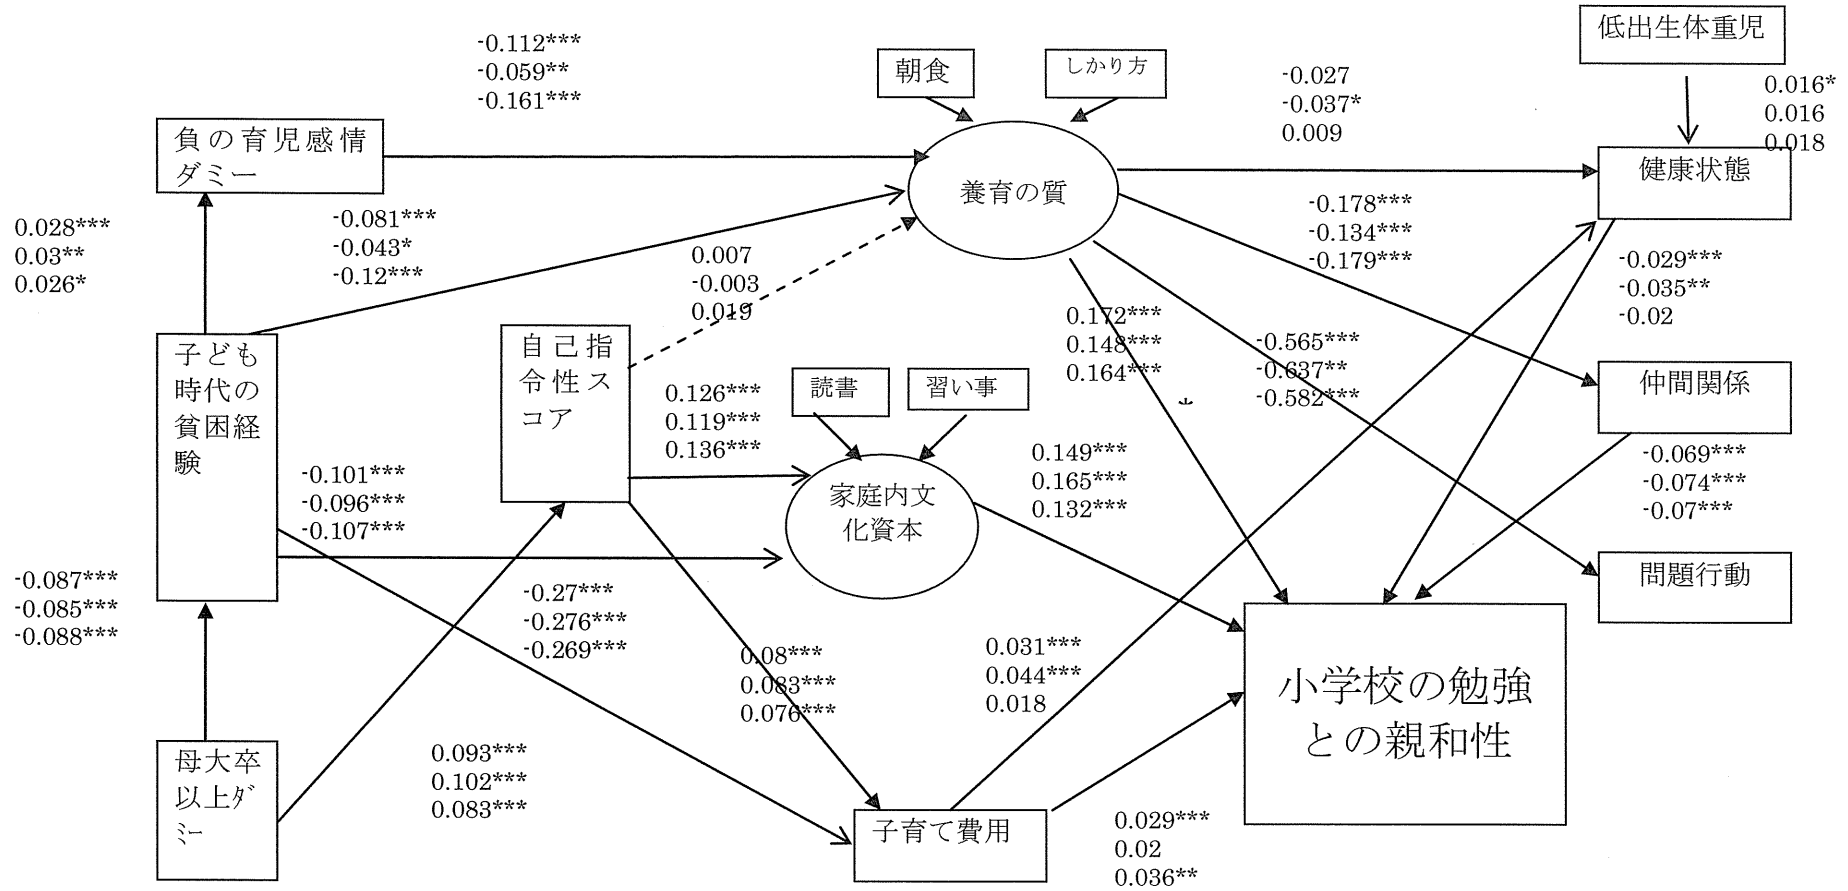 低出生体重児
-0.112***
-0.059**
-0.161***
朝食
しかり方
-0.027
-0.037*
0.009
0.016*
0.016
0.018
負の育児感情
ダミー
養育の質
健康状態
0.028***
0.03**
0.026*
-0.081***
-0.043*
-0.12***
0.007
-0.003
0.019
-0.178***
-0.134***
-0.179***
-0.029***
-0.035**
-0.02
子ども
時代の
貧困経
験
自己指
令性ス
コア
0.172***
0.148***
0.164***
-0.565***
-0.637**
-0.582***
仲間関係
0.126***
0.119***
0.136***
読書
習い事
-0.101***
-0.096***
-0.107***
家庭内文
化資本
0.149***
0.165***
0.132***
-0.069***
-0.074***
-0.07***
-0.087***
-0.085***
-0.088***
-0.27***
-0.276***
-0.269***
問題行動
0.08***
0.083***
0.076***
0.031***
0.044***
0.018
小学校の勉強
との親和性
母大卒
以上ﾀﾞ
ﾐｰ
0.093***
0.102***
0.083***
子育て費用
0.029***
0.02
0.036**